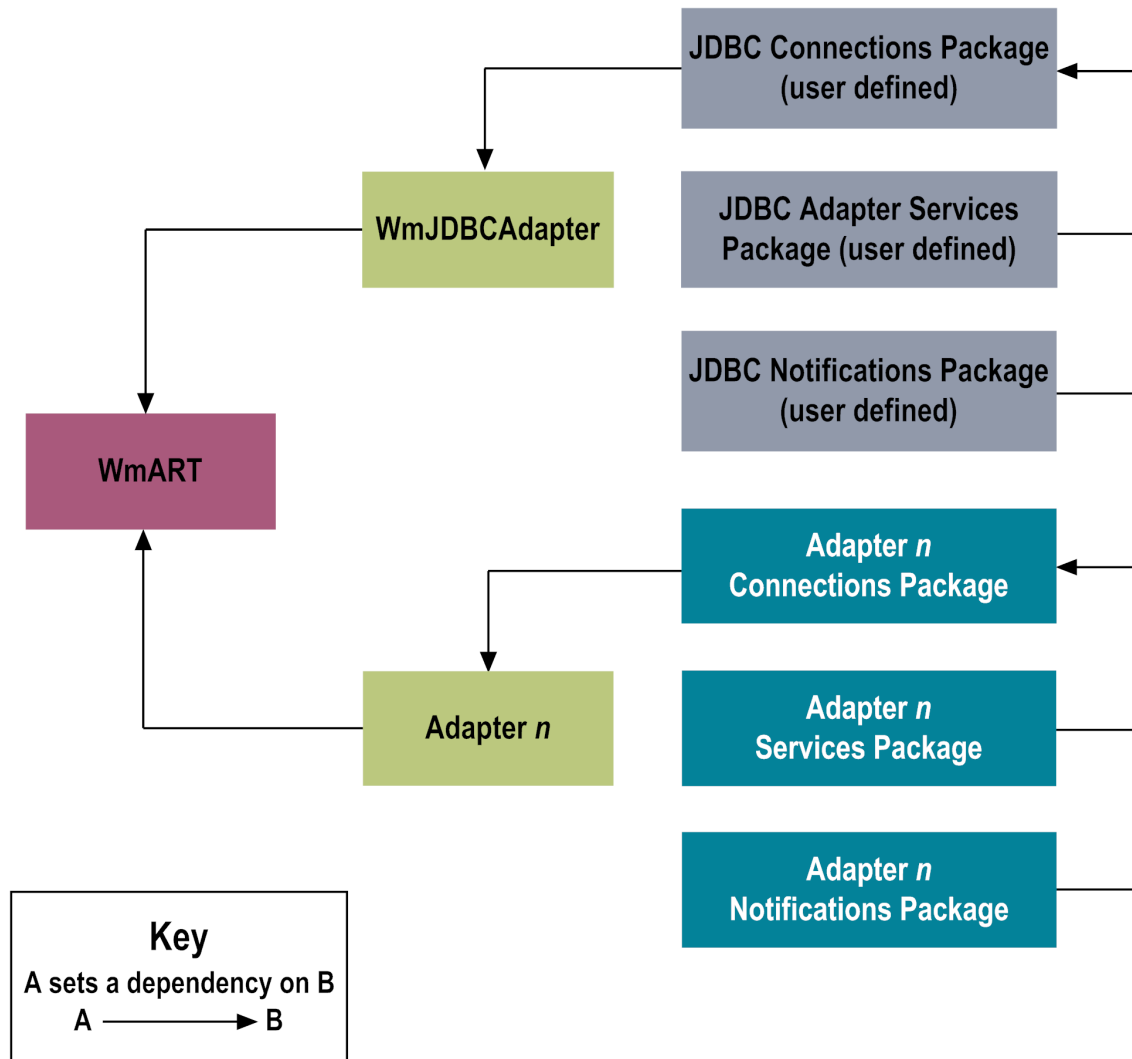 JDBC Connections Package
(user defined)
WmJDBCAdapter
JDBC Adapter Services
Package (user defined)
JDBC Notifications Package
(user defined)
WmART
Adapter n
Connections Package
Adapter n
Adapter n
Services Package
Adapter n
Notifications Package
Key
A sets a dependency on B
A B